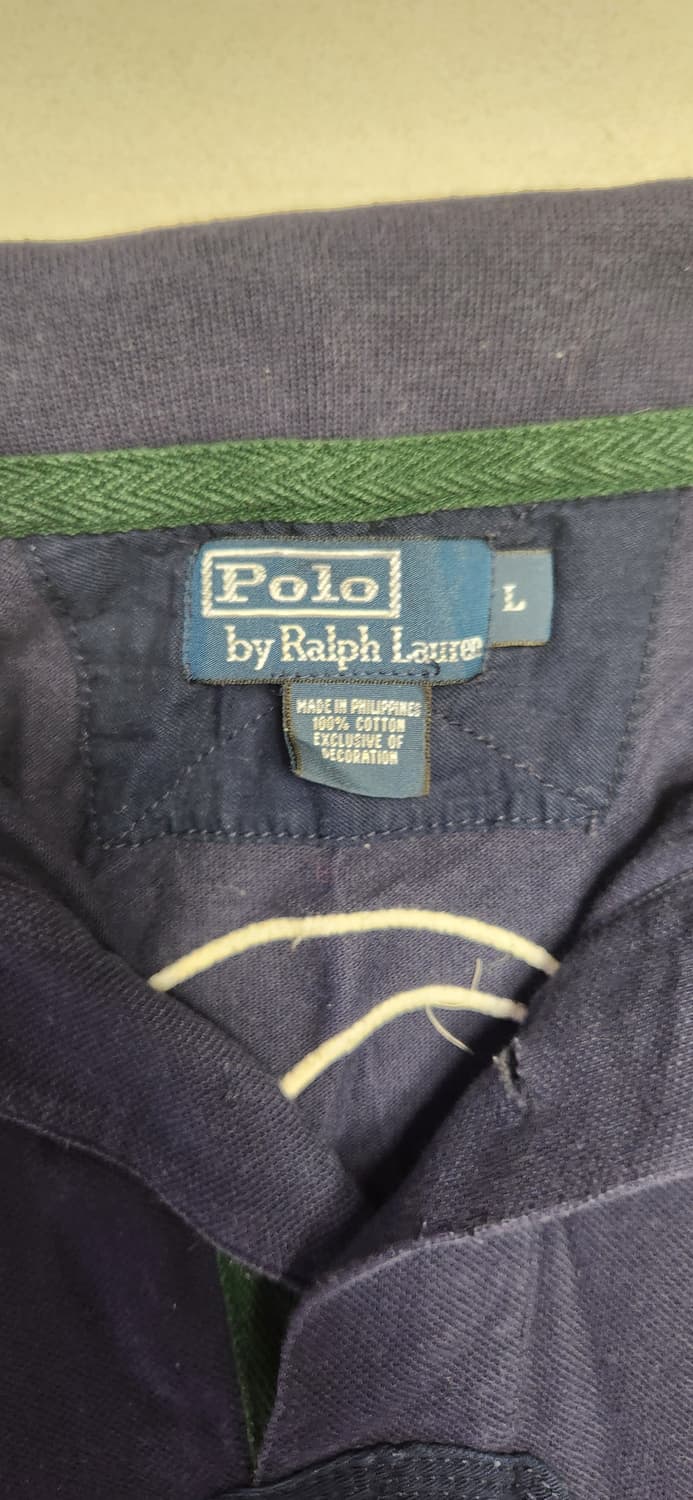 Polo
by Ralph Lauren
L
MADE IN PHILIPPINES
100% COTTON
EXCLUSIVE OF
DECORATION